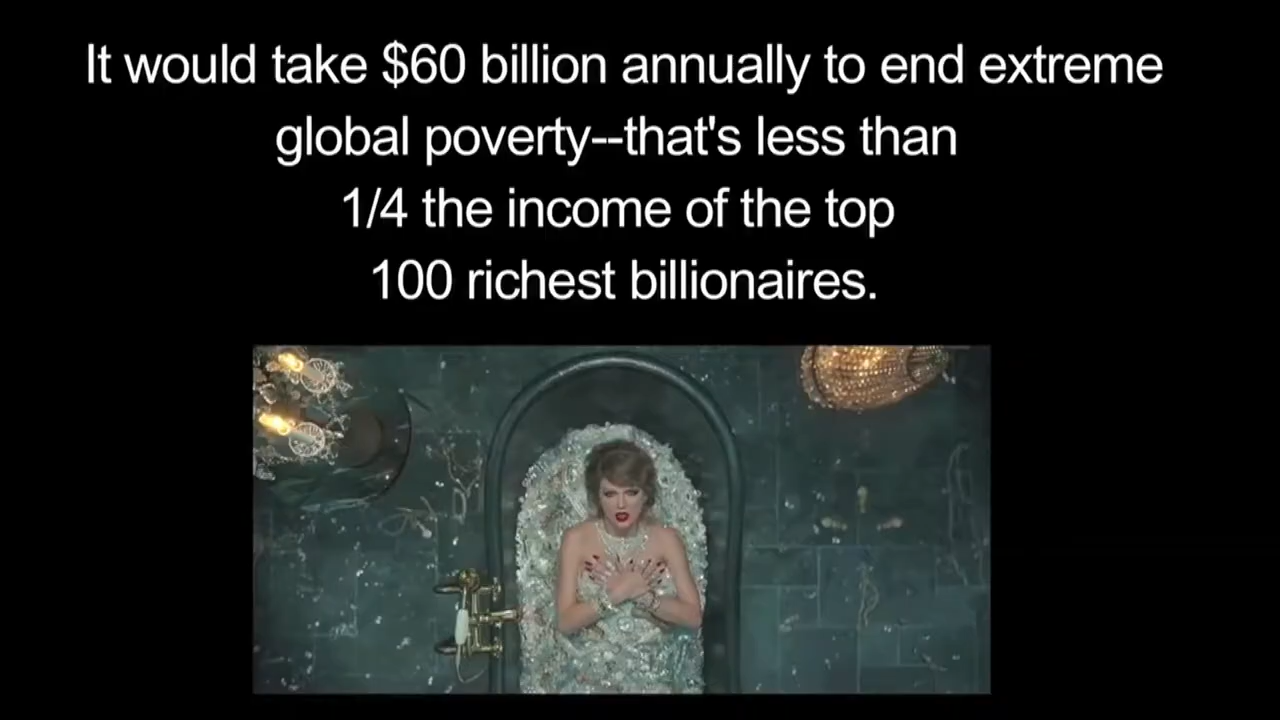 It would take $60 billion annually to end extreme
global poverty--that's less than
1/4 the income of the top
100 richest billionaires.